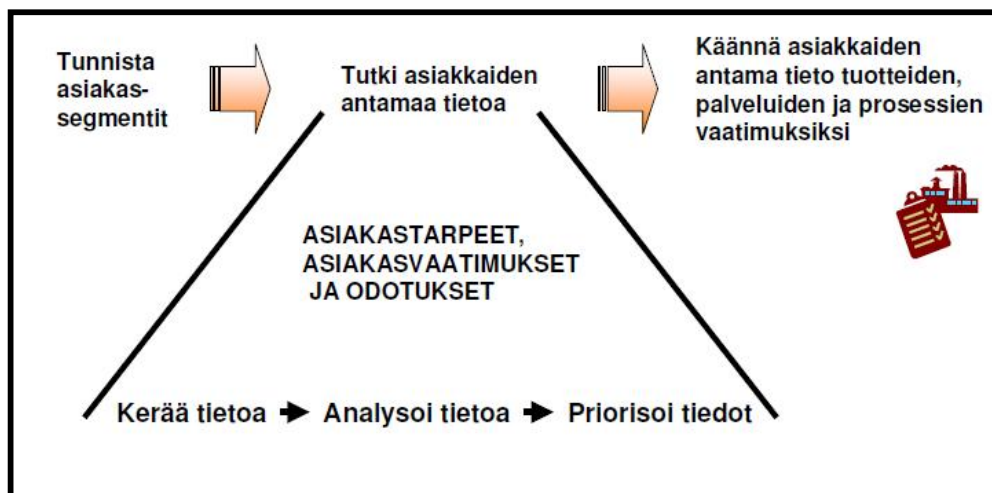 Tunnista
asiakas-
segmentit
Tutki asiakkaiden
antamaa tietoa
Käännä asiakkaiden
antama tieto tuotteiden,
palveluiden ja prosessien
vaatimuksiksi
ASIAKASTARPEET,
ASIAKASVAATIMUKSET
JA ODOTUKSET
Kerää tietoa Analysoi tietoa Priorisoi tiedot